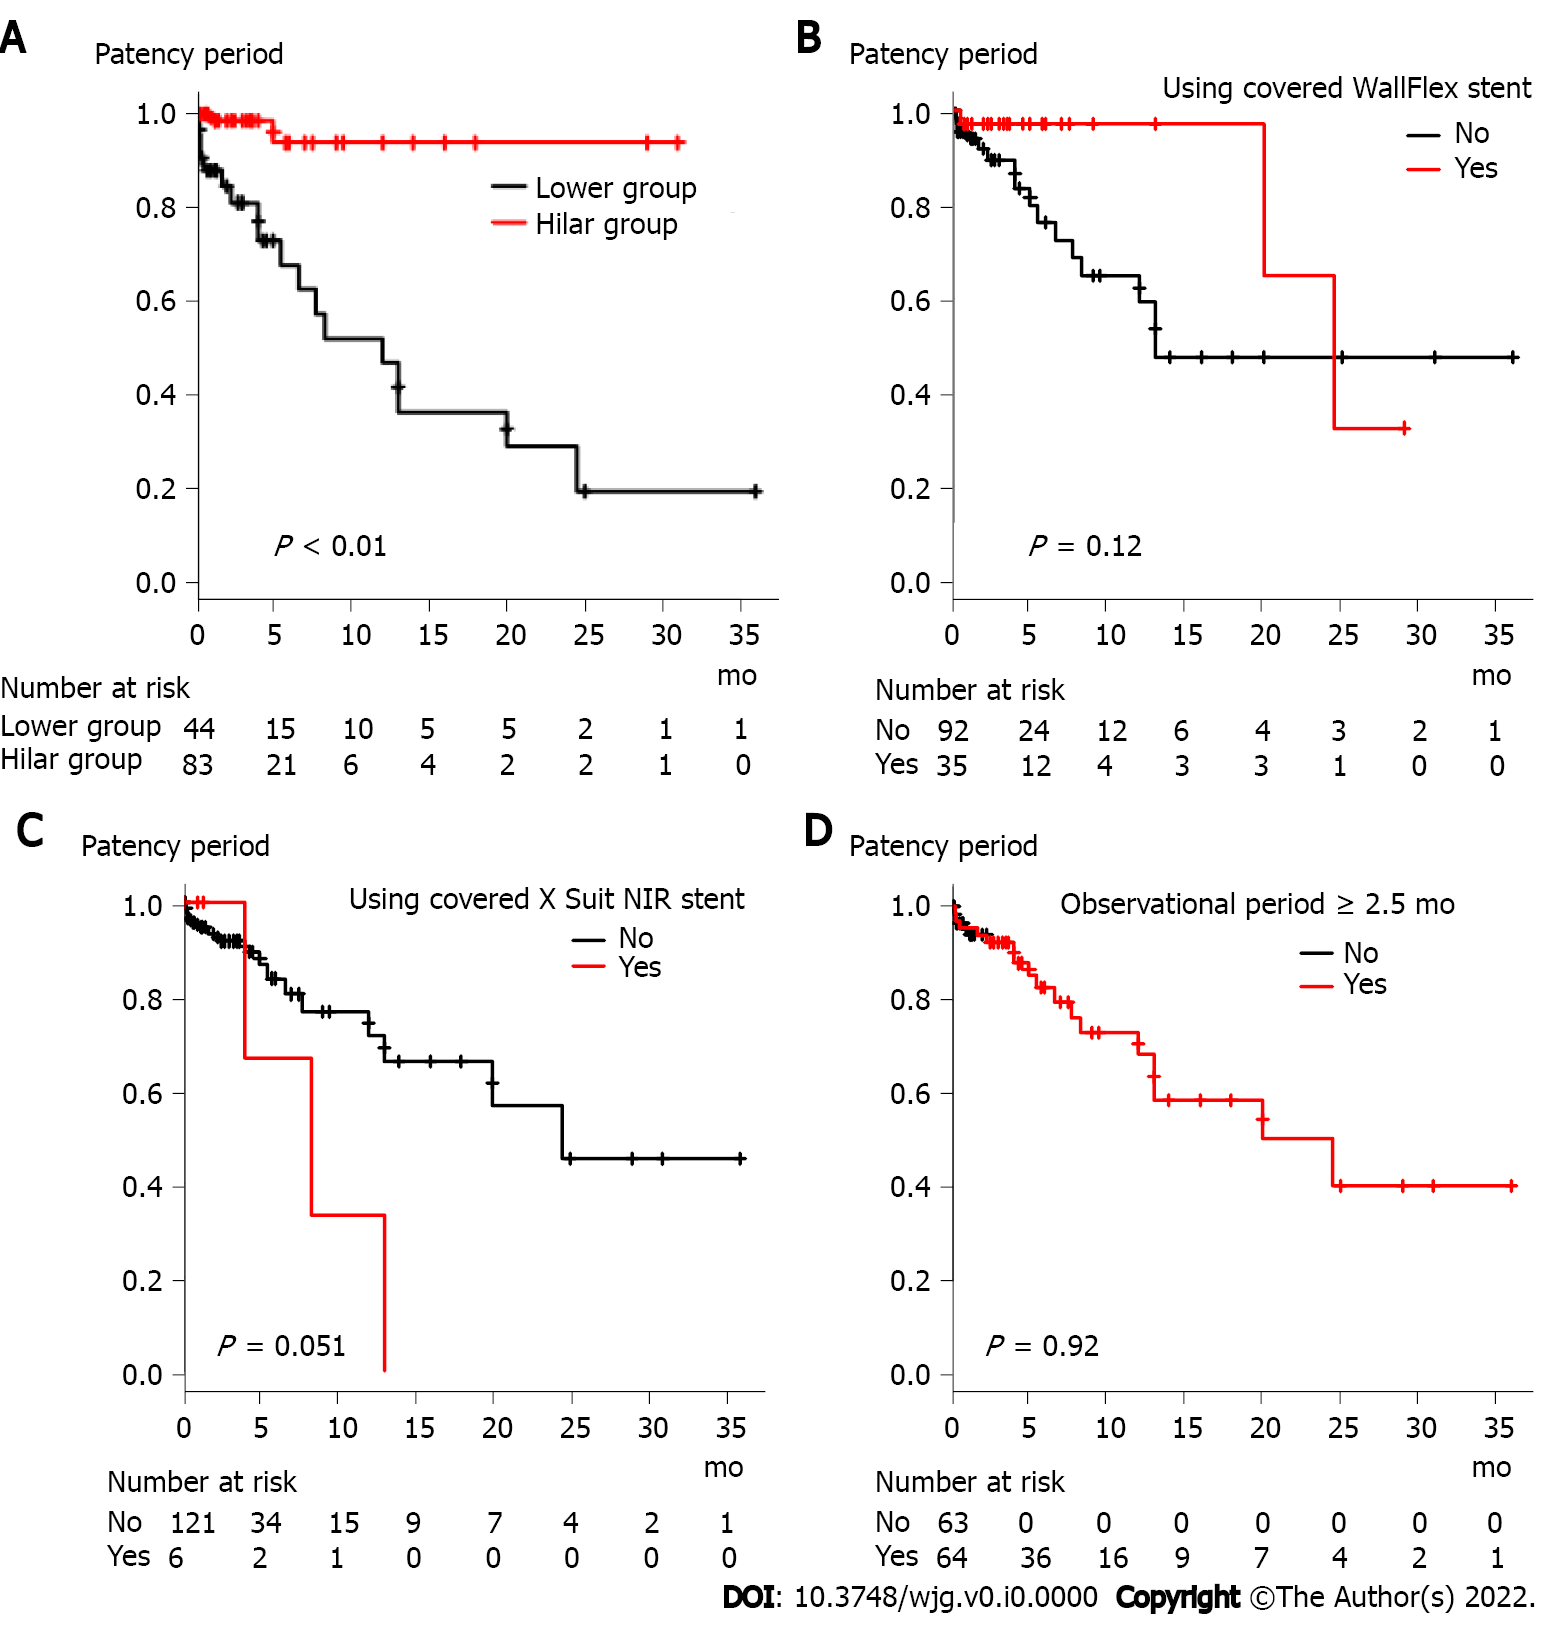 A
Patency period
1.0
0.8
0.6
0.4
0.2
0.0
Lower group
Hilar group
P < 0.01
0 5 10 15 20 25 30 35
mo
Number at risk
Lower group 44 15 10 5 5 2 1 1
Hilar group 83 21 6 4 2 2 1 0
B
Patency period
Using covered WallFlex stent
No
Yes
1.0
0.8
0.6
0.4
0.2
0.0
P = 0.12
0 5 10 15 20 25 30 35
mo
Number at risk
No 92 24 12 6 4 3 2 1
Yes 35 12 4 3 3 1 0 0
C
Patency period
Using covered X Suit NIR stent
No
Yes
1.0
0.8
0.6
0.4
0.2
0.0
P = 0.051
0 5 10 15 20 25 30 35
mo
Number at risk
No 121 34 15 9 7 4 2 1
Yes 6 2 1 0 0 0 0 0
D
Patency period
Observational period ≥ 2.5 mo
No
Yes
1.0
0.8
0.6
0.4
0.2
0.0
P = 0.92
0 5 10 15 20 25 30 35
mo
Number at risk
No 63 0 0 0 0 0 0 0
Yes 64 36 16 9 7 4 2 1
DOI: 10.3748/wjg.v0.i0.0000 Copyright ©The Author(s) 2022.